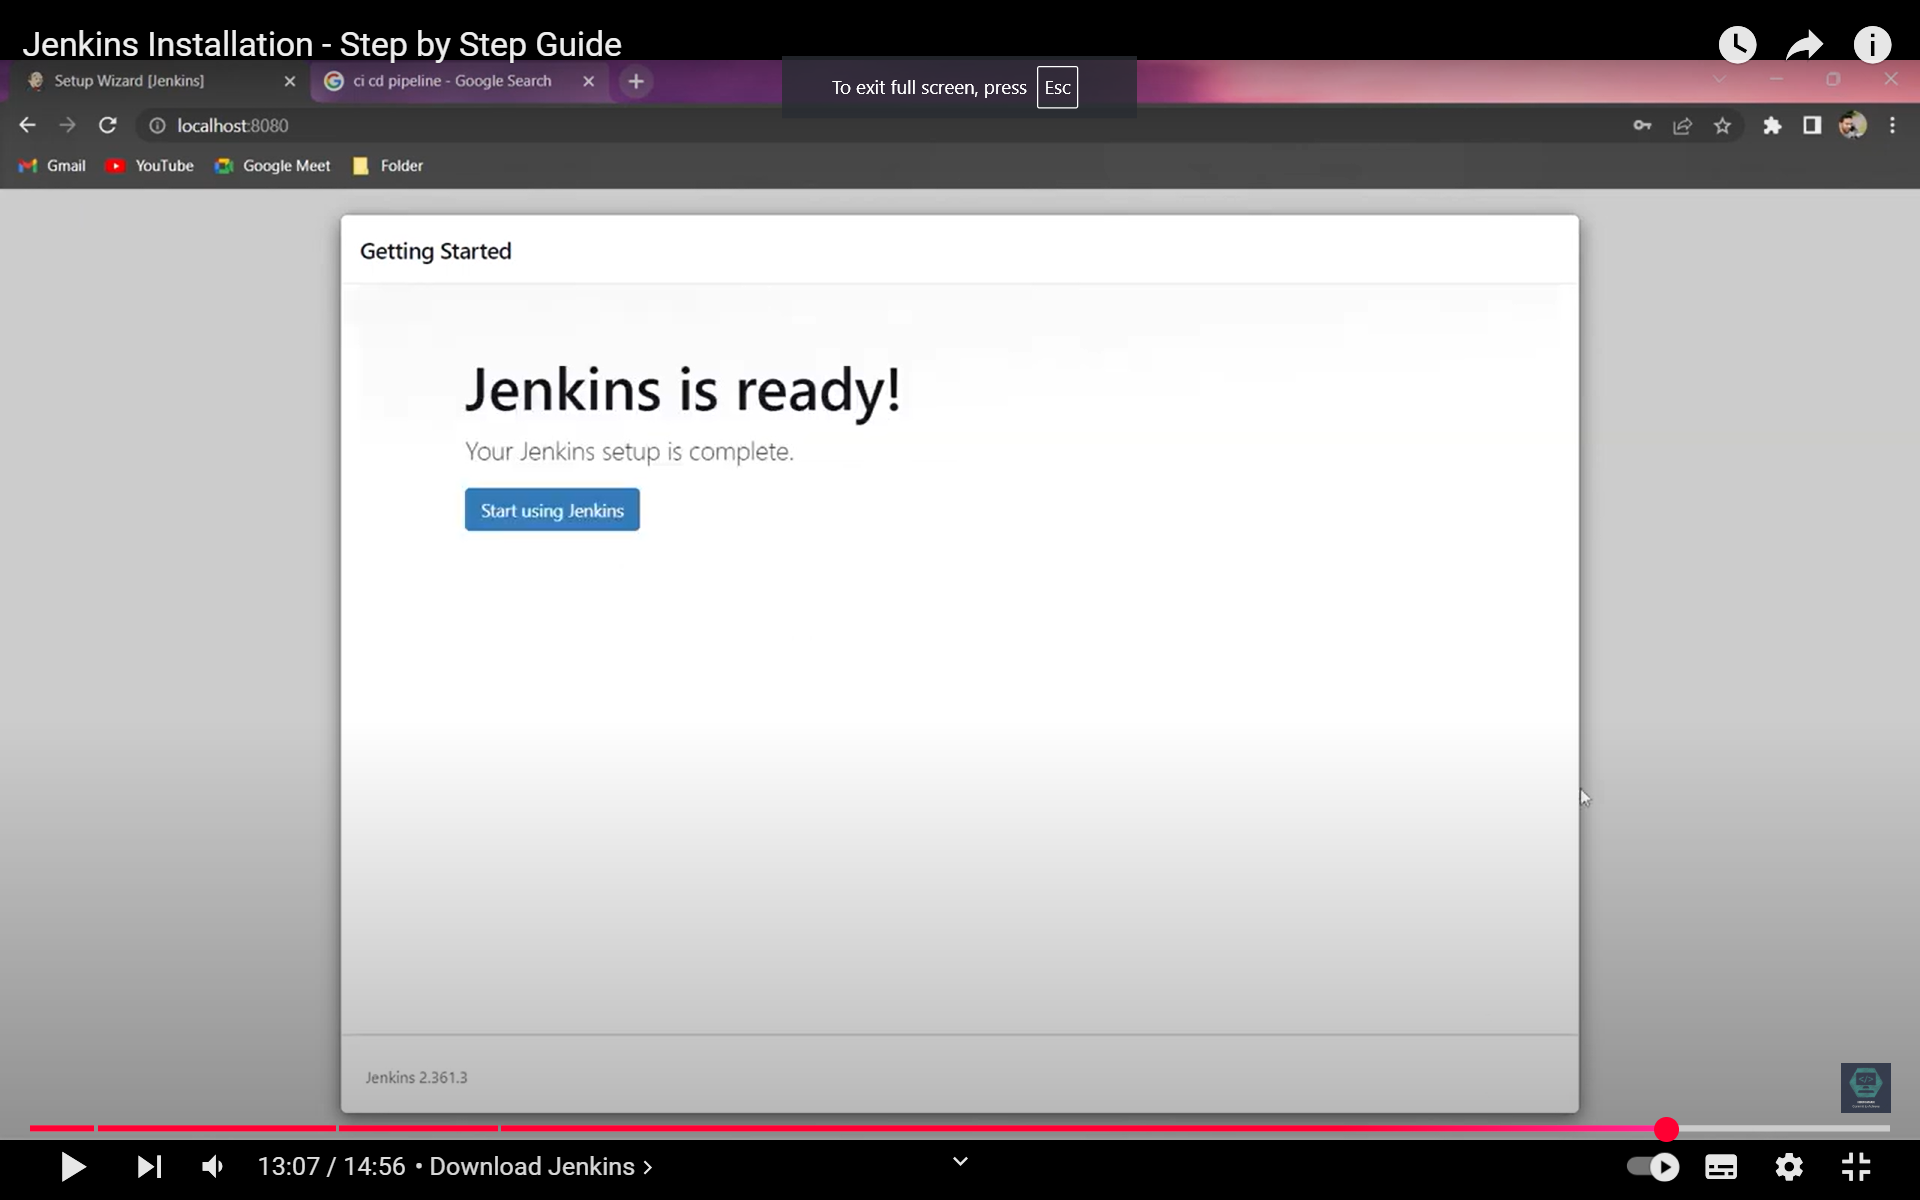 Jenkins Installation - Step by Step Guide
Setup Wizard [Jenkins]
ci cd pipeline - Google Search
To exit full screen, press Esc
localhost:8080
Gmail
YouTube
Google Meet
Folder
Getting Started
Jenkins is ready!
Your Jenkins setup is complete.
Start using Jenkins
Jenkins 2.361.3
13:07 / 14:56 • Download Jenkins